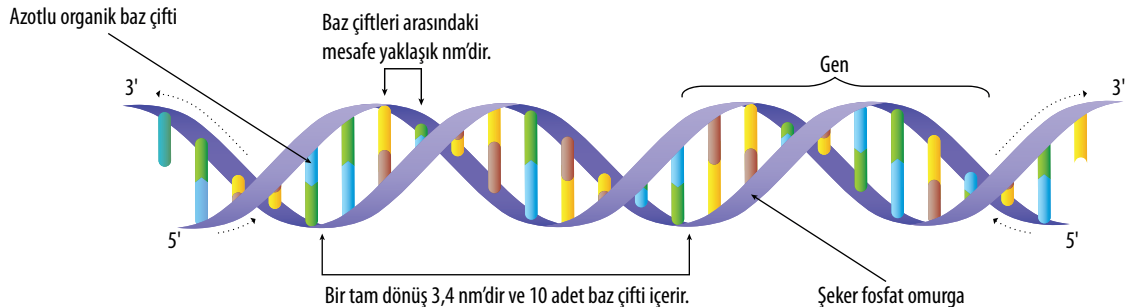 Azotlu organik baz çifti
Baz çiftleri arasındaki
mesafe yaklaşık nm'dir.
Gen
3'
3'
5'
5'
Bir tam dönüş 3,4 nm'dir ve 10 adet baz çifti içerir.
Şeker fosfat omurga